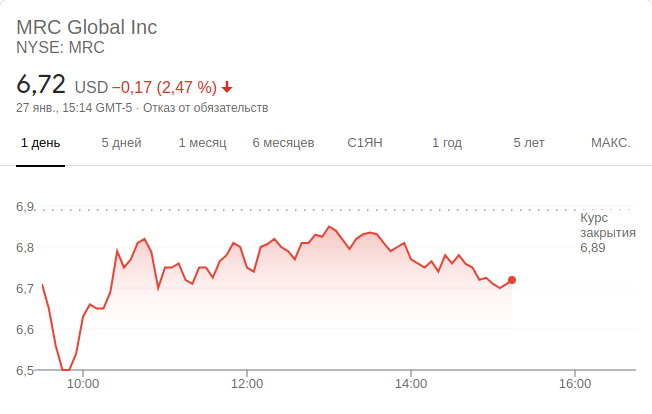 MRC Global Inc
NYSE: MRC
6,72 USD −0,17 (2,47 %)
27 янв., 15:14 GMT-5 · Отказ от обязательств
1 день 5 дней 1 месяц 6 месяцев С1ЯН 1 год 5 лет МАКС.
6,9
Курс
закрытия
6,8
6,89
6,7
6,6
6,5
10:00 12:00 14:00 16:00